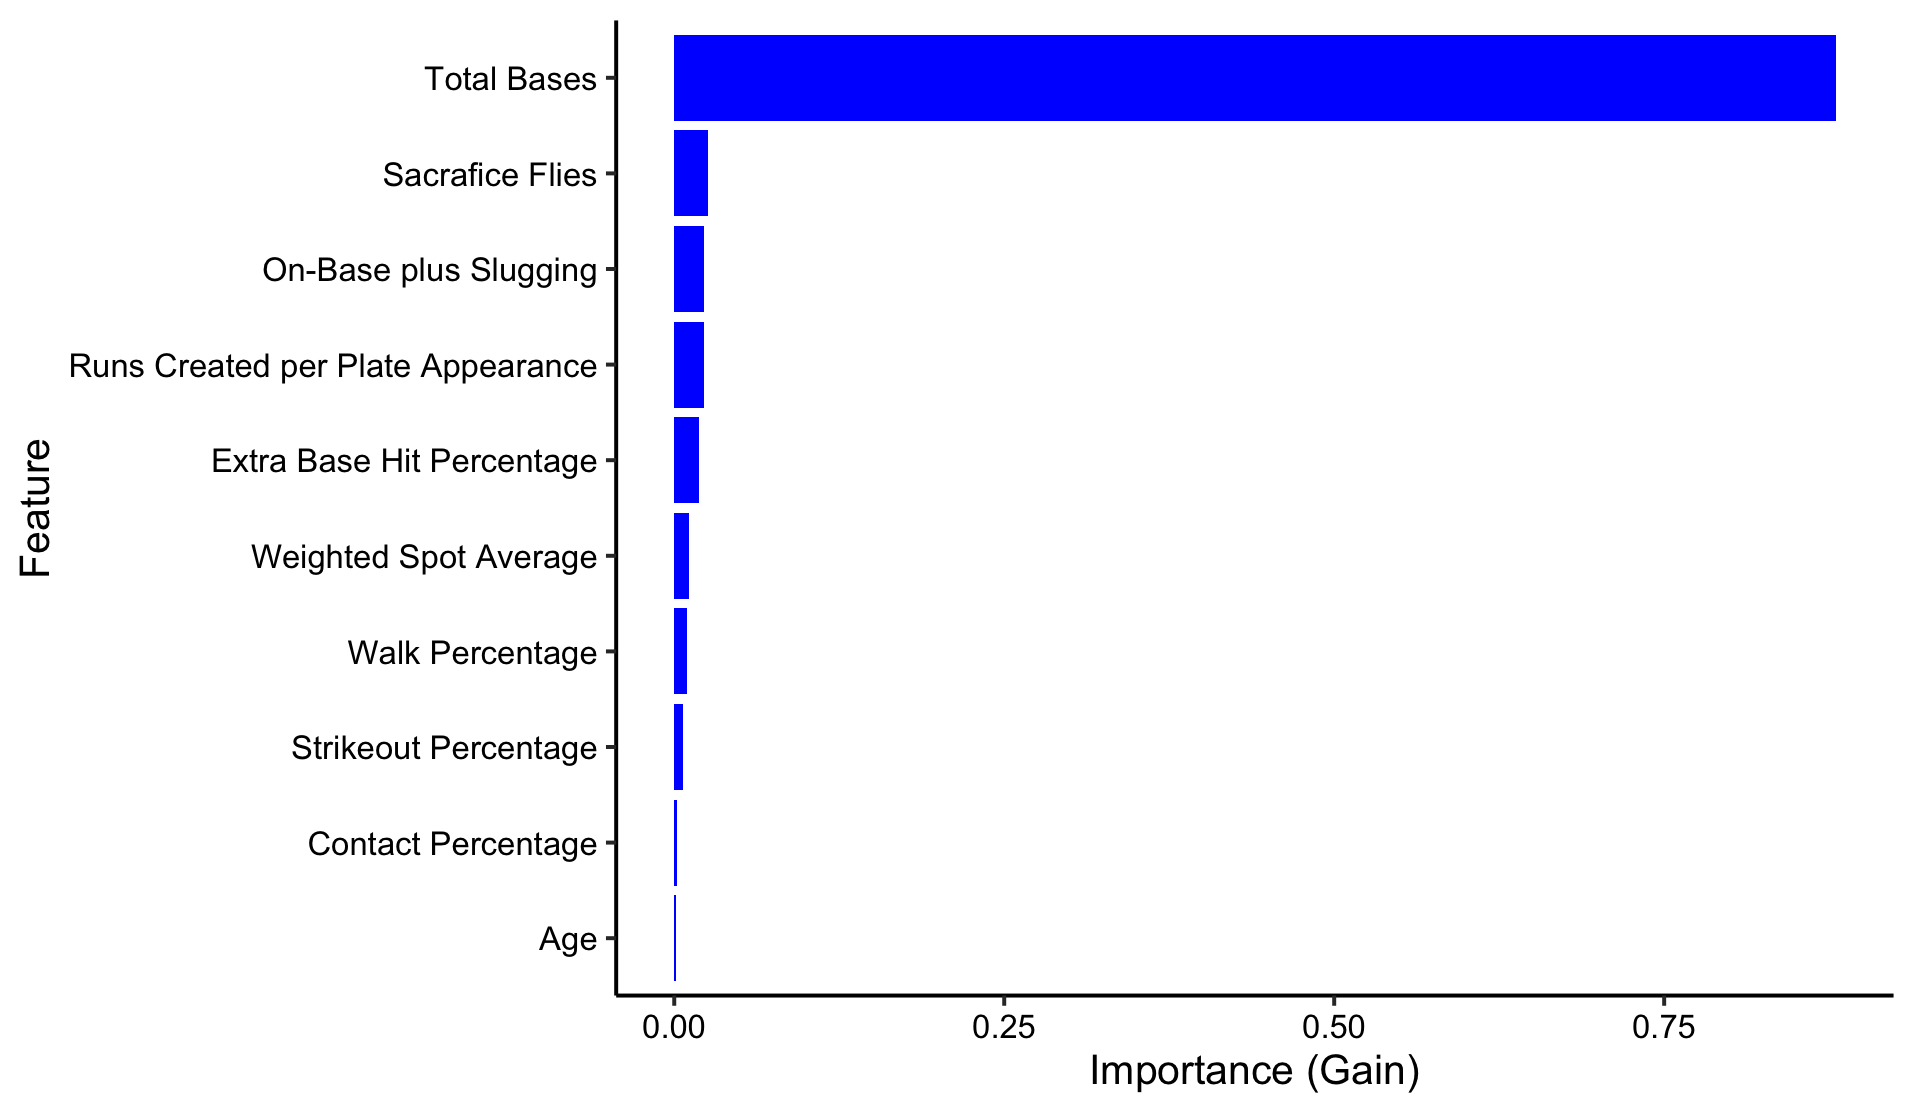 Total Bases
Sacrafice Flies
On-Base plus Slugging
Runs Created per Plate Appearance
Extra Base Hit Percentage
Weighted Spot Average
Walk Percentage
Strikeout Percentage
Contact Percentage
Age
Feature
0.00 0.25 0.50 0.75
Importance (Gain)